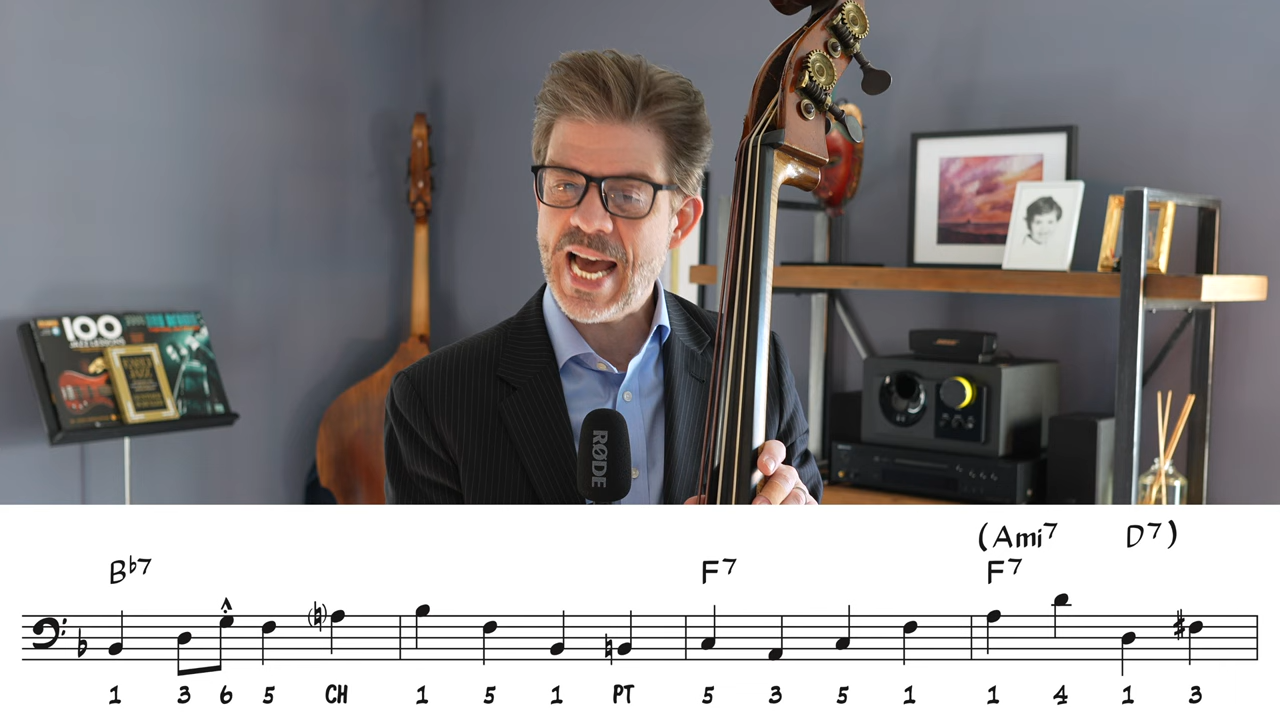 100
JAZZ LESSONS
RØDE
(Ami7 D7)
B♭7 F7 F7
(♮)
1 3 6 5 CH 1 5 1 PT 5 3 5 1 1 4 1 3